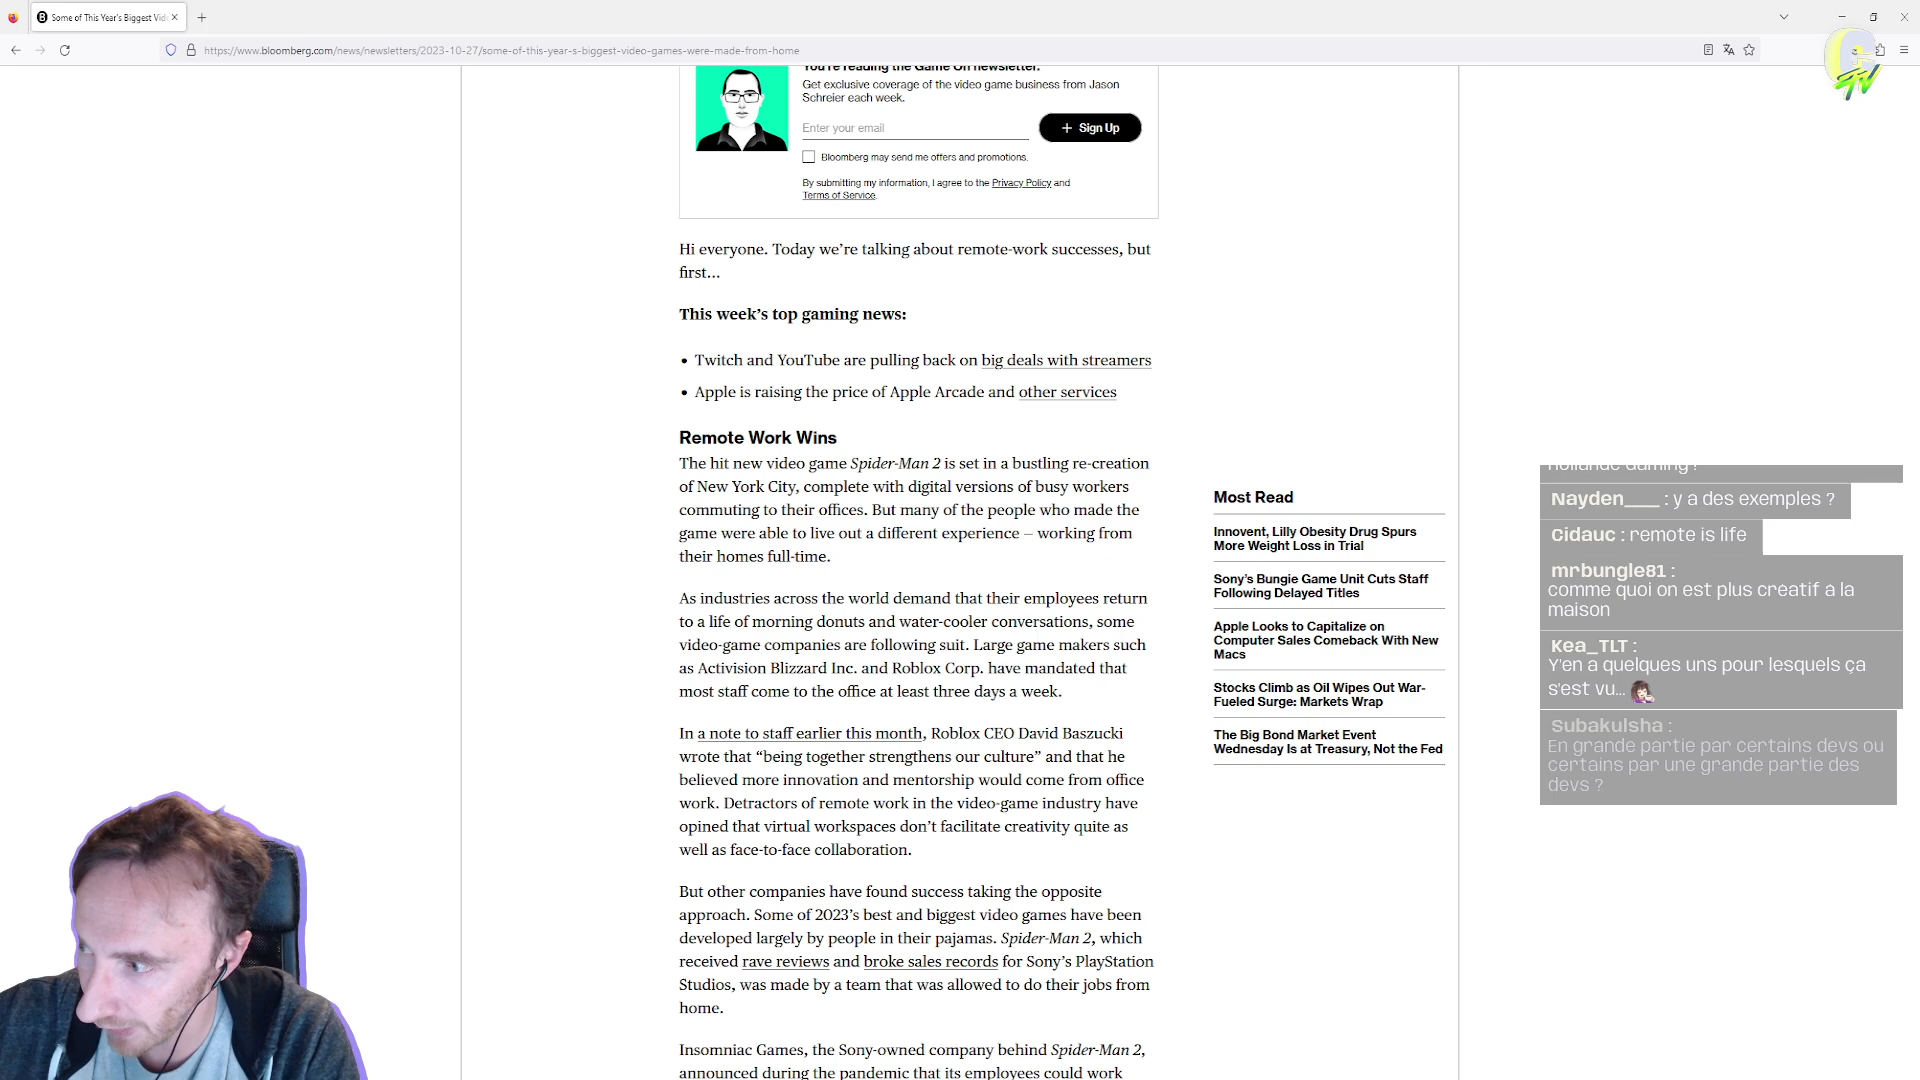 Some of This Year's Biggest Vid
https://www.bloomberg.com/news/newsletters/2023-10-27/some-of-this-year-s-biggest-video-games-were-made-from-home
TV
You're reading the Game On newsletter.
Get exclusive coverage of the video game business from Jason
Schreier each week.
Enter your email
+ Sign Up
Bloomberg may send me offers and promotions.
By submitting my information, I agree to the Privacy Policy and
Terms of Service.
Hi everyone. Today we're talking about remote-work successes, but
first…
This week's top gaming news:
• Twitch and YouTube are pulling back on big deals with streamers
• Apple is raising the price of Apple Arcade and other services
Remote Work Wins
The hit new video game Spider-Man 2 is set in a bustling re-creation
of New York City, complete with digital versions of busy workers
commuting to their offices. But many of the people who made the
game were able to live out a different experience — working from
their homes full-time.
As industries across the world demand that their employees return
to a life of morning donuts and water-cooler conversations, some
video-game companies are following suit. Large game makers such
as Activision Blizzard Inc. and Roblox Corp. have mandated that
most staff come to the office at least three days a week.
In a note to staff earlier this month, Roblox CEO David Baszucki
wrote that "being together strengthens our culture" and that he
believed more innovation and mentorship would come from office
work. Detractors of remote work in the video-game industry have
opined that virtual workspaces don't facilitate creativity quite as
well as face-to-face collaboration.
But other companies have found success taking the opposite
approach. Some of 2023's best and biggest video games have been
developed largely by people in their pajamas. Spider-Man 2, which
received rave reviews and broke sales records for Sony's PlayStation
Studios, was made by a team that was allowed to do their jobs from
home.
Insomniac Games, the Sony-owned company behind Spider-Man 2,
announced during the pandemic that its employees could work
Most Read
Innovent, Lilly Obesity Drug Spurs
More Weight Loss in Trial
Sony's Bungie Game Unit Cuts Staff
Following Delayed Titles
Apple Looks to Capitalize on
Computer Sales Comeback With New
Macs
Stocks Climb as Oil Wipes Out War-
Fueled Surge: Markets Wrap
The Big Bond Market Event
Wednesday Is at Treasury, Not the Fed
hollande Gaming ?
Nayden___ : y a des exemples ?
Cidauc : remote is life
mrbungle81 :
comme quoi on est plus créatif à la
maison
Kea_TLT :
Y'en a quelques uns pour lesquels ça
s'est vu...
Subakulsha :
En grande partie par certains devs ou
certains par une grande partie des
devs ?